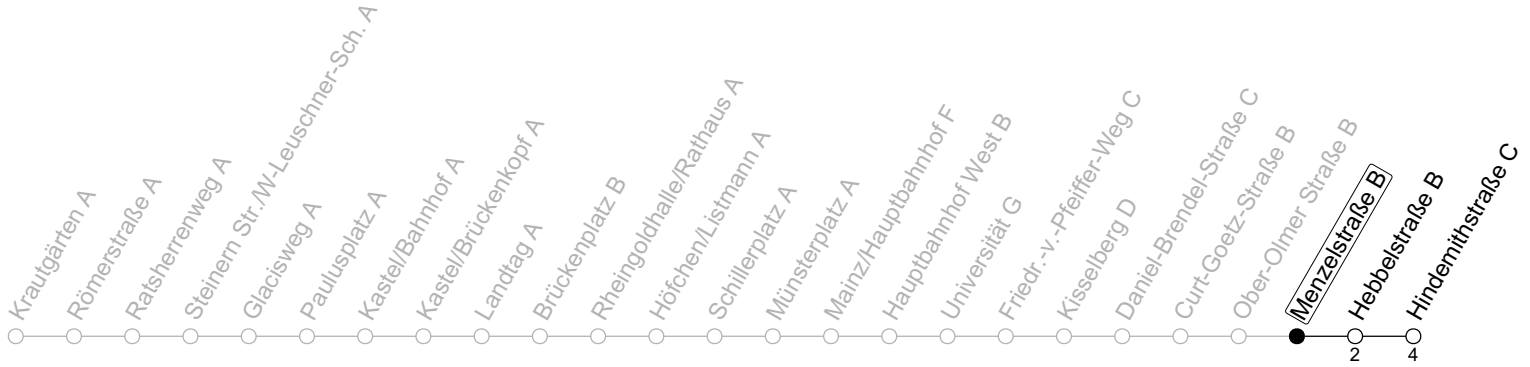 Krautgärten A
Römerstraße A
Ratsherrenweg A
Steinern Str./W-Leuschner-Sch. A
Glacisweg A
Paulusplatz A
Kastel/Bahnhof A
Kastel/Brückenkopf A
Landtag A
Brückenplatz B
Rheingoldhalle/Rathaus A
Höfchen/Listmann A
Schillerplatz A
Münsterplatz A
Mainz/Hauptbahnhof F
Hauptbahnhof West B
Universität G
Friedr.-v.-Pfeiffer-Weg C
Kisselberg D
Daniel-Brendel-Straße C
Curt-Goetz-Straße B
Ober-Olmer Straße B
Menzelstraße B
Hebbelstraße B
Hindemithstraße C
2
4